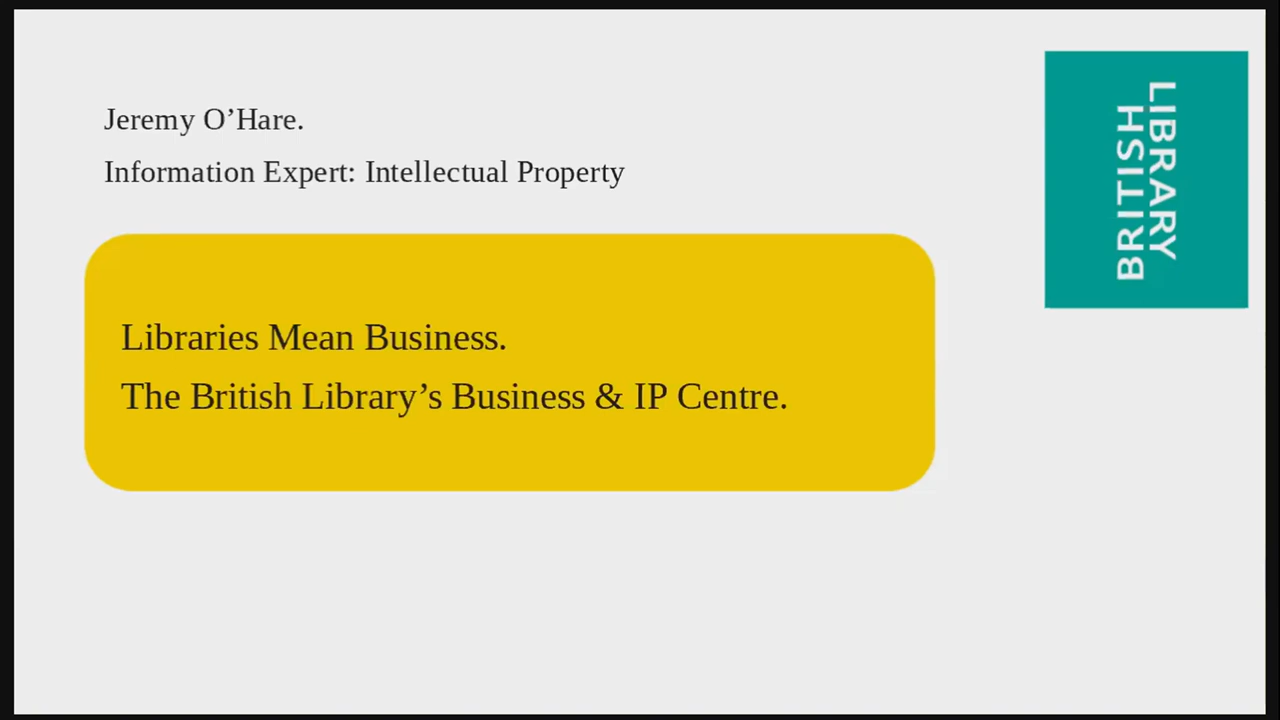 Jeremy O’Hare.
Information Expert: Intellectual Property
Libraries Mean Business.
The British Library’s Business & IP Centre.
BRITISH
LIBRARY